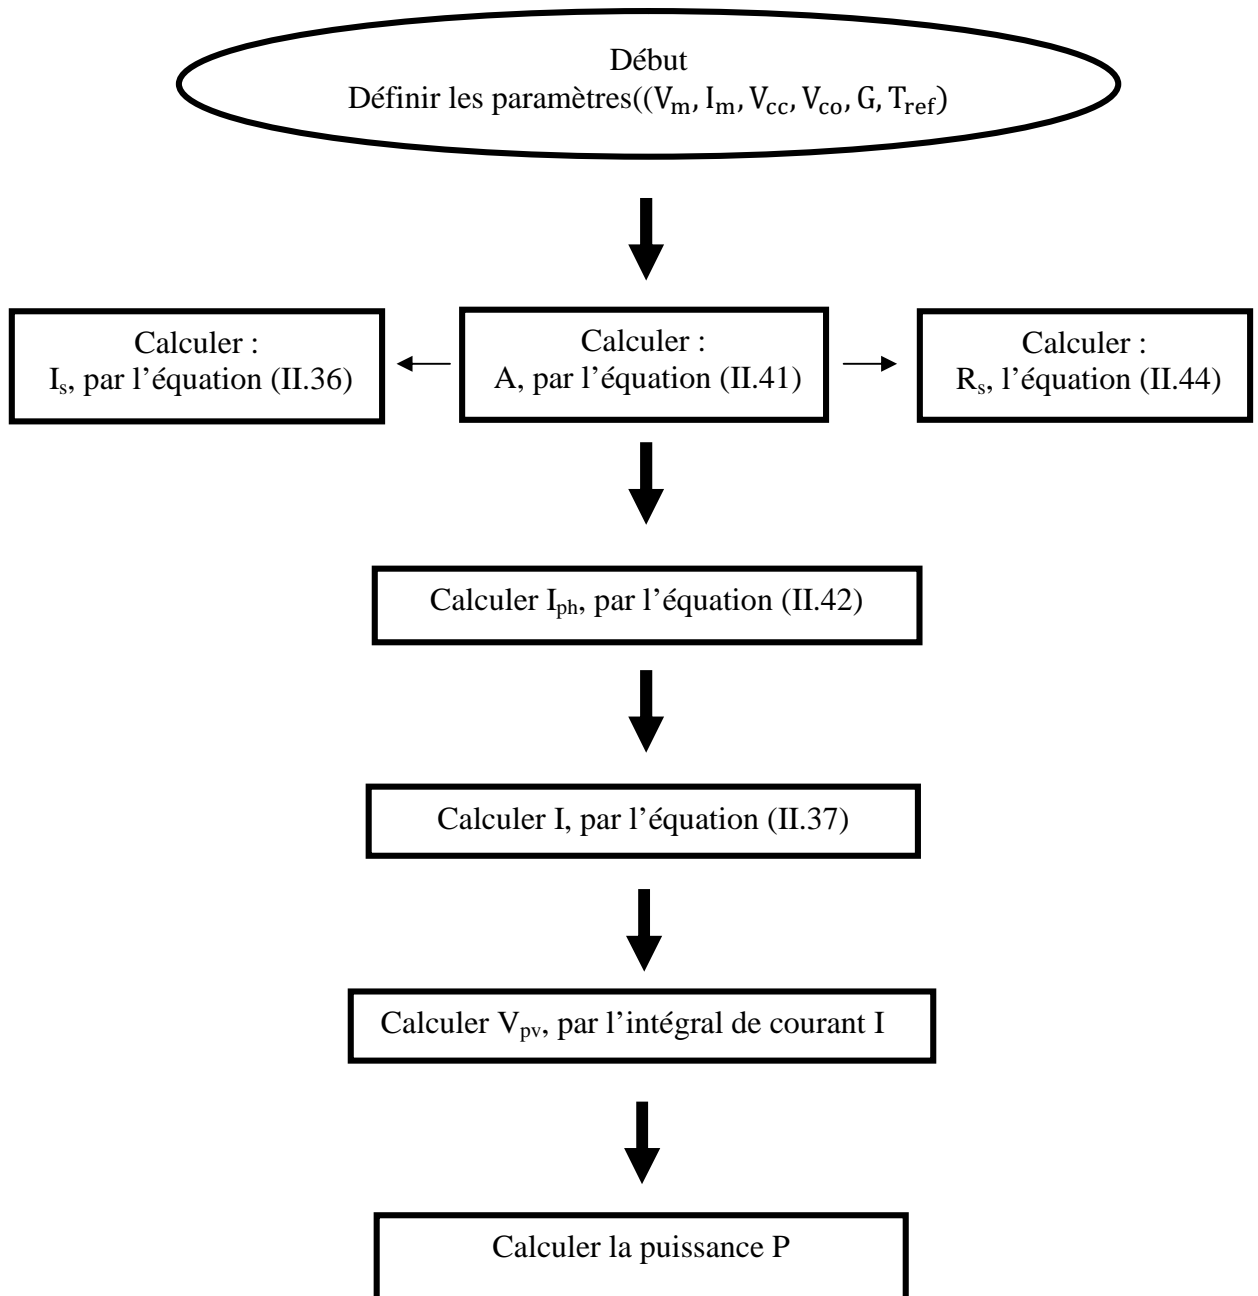 Début
Définir les paramètres((Vm, Im, Vcc, Vco, G, Tref)
Calculer :
Is, par l’équation (II.36)
Calculer :
A, par l’équation (II.41)
Calculer :
Rs, l’équation (II.44)
Calculer Iph, par l’équation (II.42)
Calculer I, par l’équation (II.37)
Calculer Vpv, par l’intégral de courant I
Calculer la puissance P